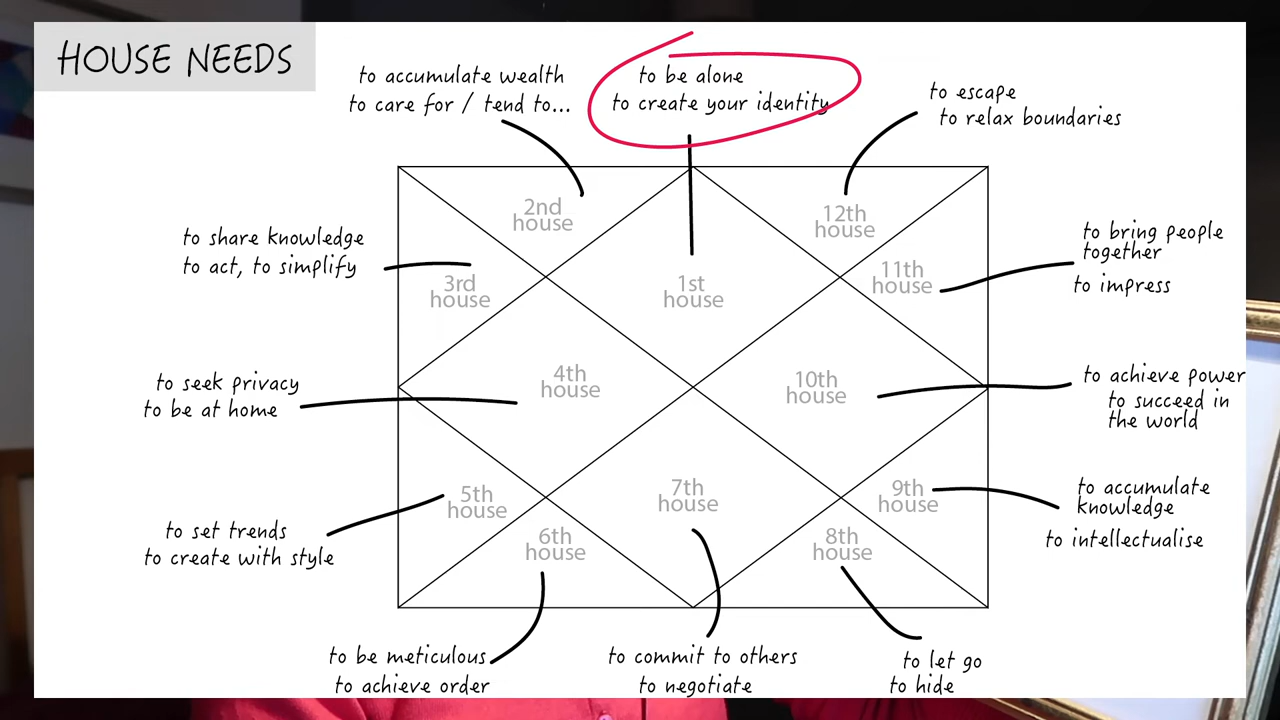 HOUSE NEEDS
to accumulate wealth
to care for / tend to...
to be alone
to create your identity
to escape
to relax boundaries
2nd
house
12th
house
to share knowledge
to act, to simplify
3rd
house
1st
house
11th
house
to bring people
together
to impress
to seek privacy
to be at home
4th
house
10th
house
to achieve power
to succeed in
the world
5th
house
7th
house
9th
house
to accumulate
knowledge
to intellectualise
to set trends
to create with style
6th
house
8th
house
to be meticulous
to achieve order
to commit to others
to negotiate
to let go
to hide